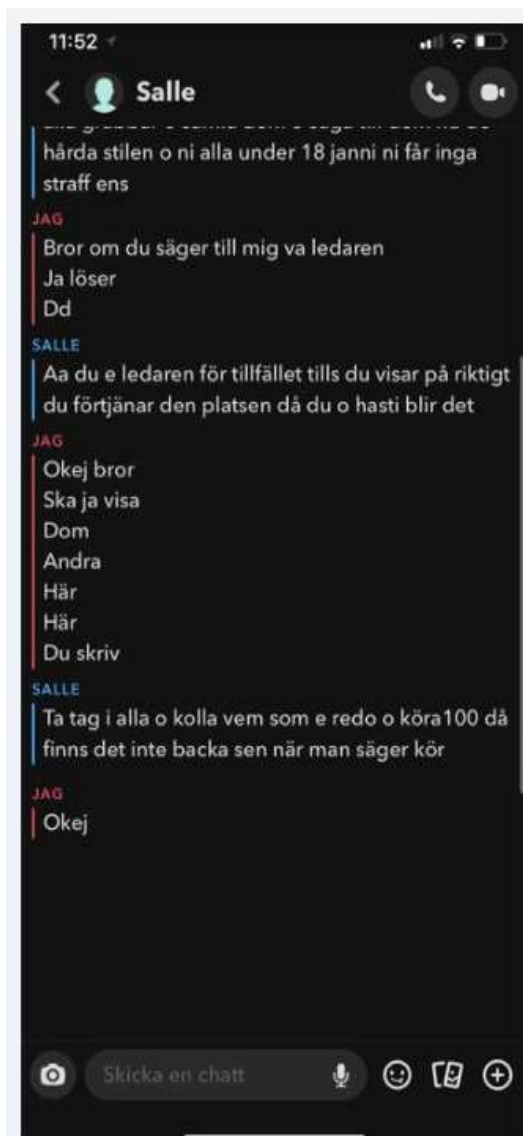 11:52
Salle
hårda stilen o ni alla under 18 janni ni får inga
straff ens
JAG
Bror om du säger till mig va ledaren
Ja löser
Dd
SALLE
Aa du e ledaren för tillfället tills du visar på riktigt
du förtjänar den platsen då du o hasti blir det
JAG
Okej bror
Ska ja visa
Dom
Andra
Här
Här
Du skriv
SALLE
Ta tag i alla o kolla vem som e redo o köra100 då
finns det inte backa sen när man säger kör
JAG
Okej
Skicka en chatt